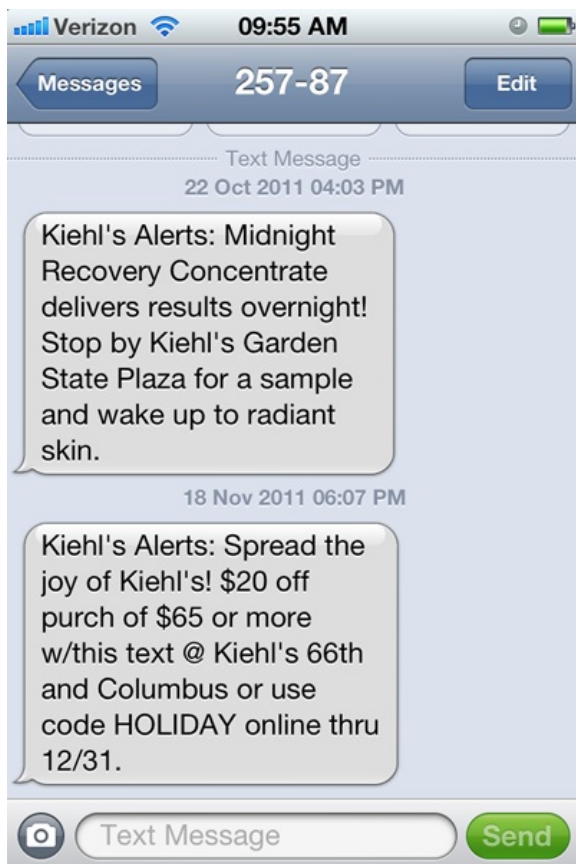 Verizon 09:55 AM
Messages 257-87 Edit
Text Message
22 Oct 2011 04:03 PM
Kiehl's Alerts: Midnight
Recovery Concentrate
delivers results overnight!
Stop by Kiehl's Garden
State Plaza for a sample
and wake up to radiant
skin.
18 Nov 2011 06:07 PM
Kiehl's Alerts: Spread the
joy of Kiehl's! $20 off
purch of $65 or more
w/this text @ Kiehl's 66th
and Columbus or use
code HOLIDAY online thru
12/31.
Text Message Send